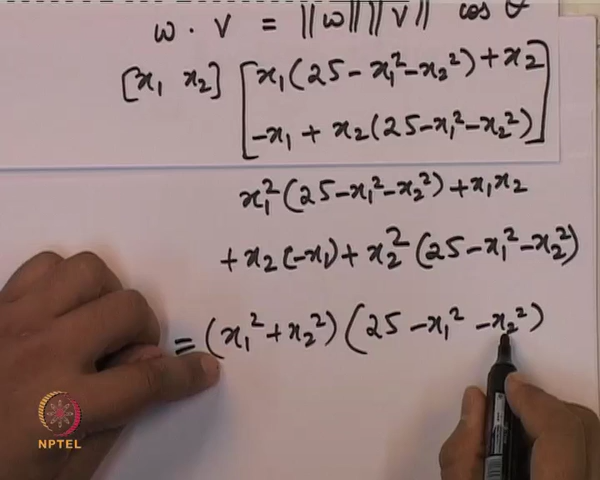 ω · V = ||ω|| ||V|| cos θ
[x₁ x₂] [x₁(25 - x₁² - x₂²) + x₂
-x₁ + x₂(25 - x₁² - x₂²)]
x₁²(25 - x₁² - x₂²) + x₁x₂
+ x₂(-x₁) + x₂²(25 - x₁² - x₂²)
= (x₁² + x₂²)(25 - x₁² - x₂²)
NPTEL